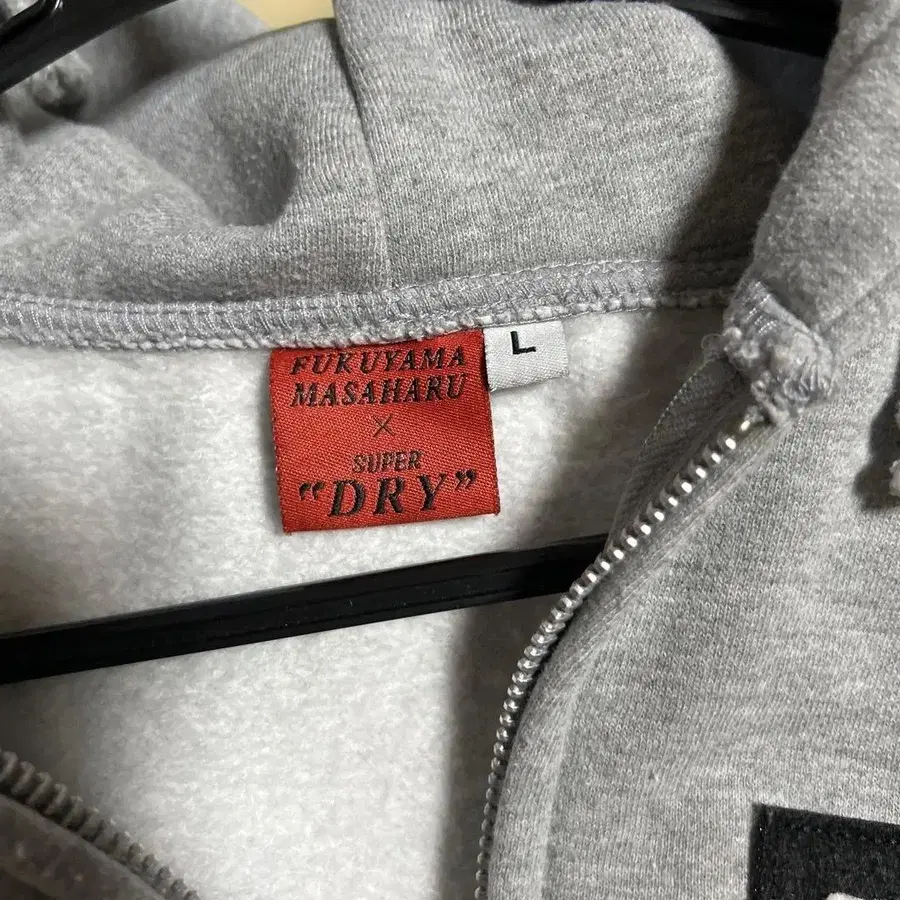 FUKUYAMA
MASAHARU
×
SUPER
“DRY”
L